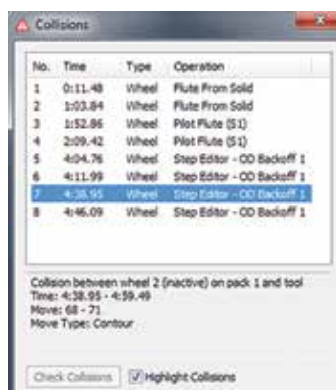 Collisions
No. Time Type Operation
1 0:11.48 Wheel Flute From Solid
2 1:03.84 Wheel Flute From Solid
3 1:52.86 Wheel Pilot Flute (S1)
4 2:09.42 Wheel Pilot Flute (S1)
5 4:04.76 Wheel Step Editor - OD Backoff 1
6 4:11.99 Wheel Step Editor - OD Backoff 1
7 4:38.95 Wheel Step Editor - OD Backoff 1
8 4:46.09 Wheel Step Editor - OD Backoff 1
Collision between wheel 2 (inactive) on pack 1 and tool
Time: 4:38.95 - 4:39.49
Move: 68 - 71
Move Type: Contour
Check Collisions Highlight Collisions